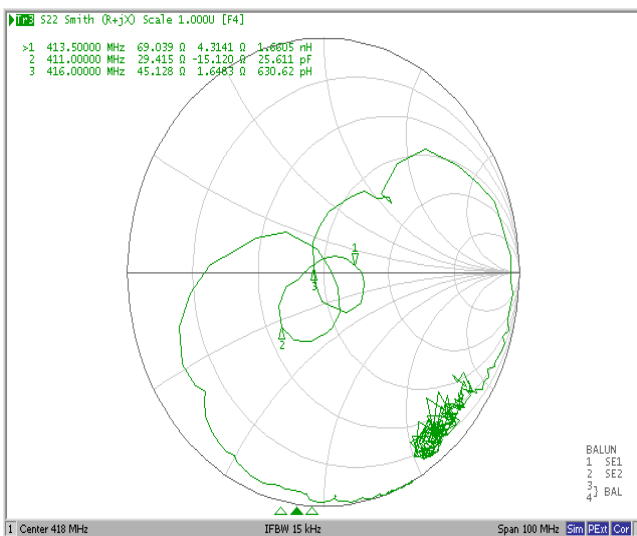 Tr3 S22 Smith (R+jX) Scale 1.000U [F4]
>1 413.50000 MHz 69.039 Ω 4.3141 Ω 1.6605 nH
2 411.00000 MHz 29.415 Ω -15.120 Ω 25.611 pF
3 416.00000 MHz 45.128 Ω 1.6483 Ω 630.62 pH
1
3
2
BALUN
1 SE1
2 SE2
3
4 } BAL
1 Center 418 MHz IFBW 15 kHz Span 100 MHz Sim PExt Cor